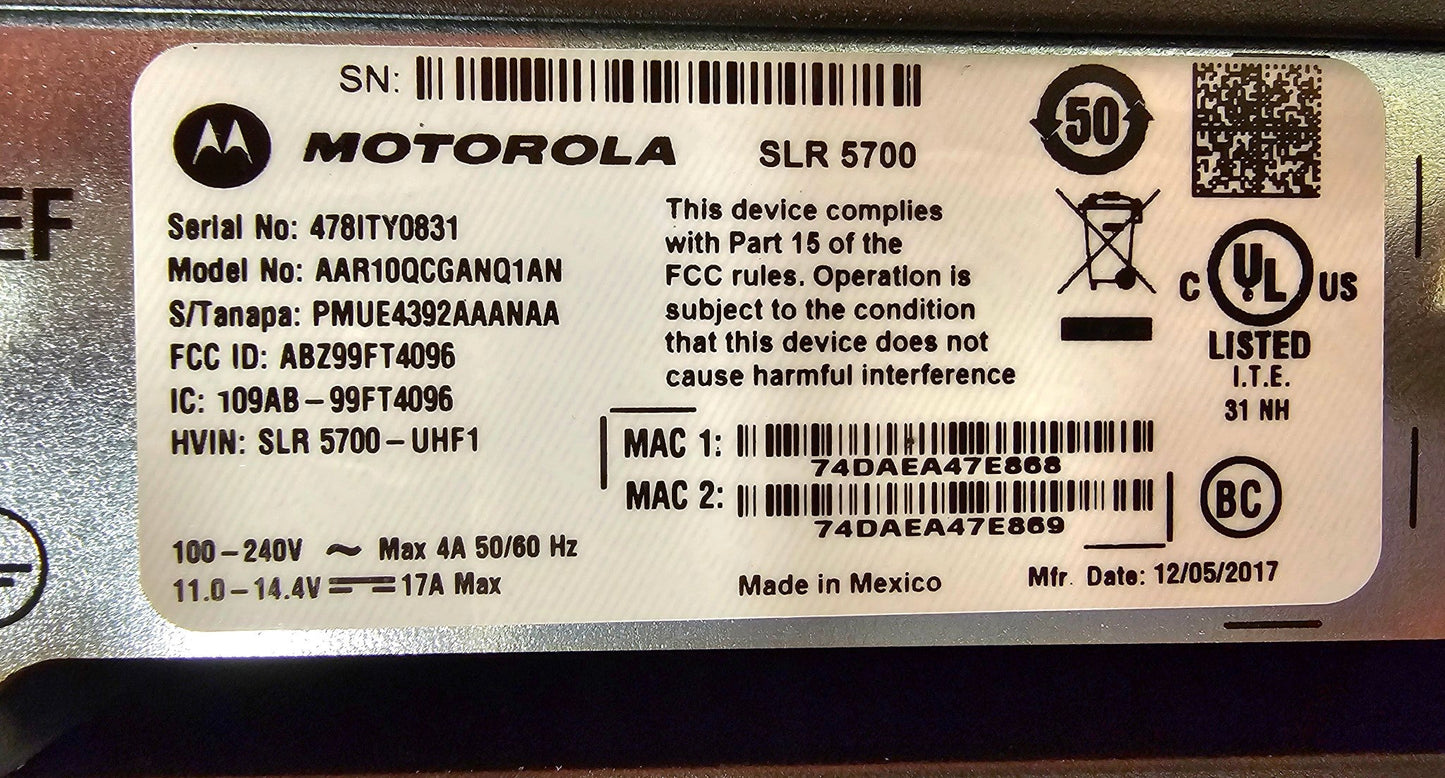 SN:
MOTOROLA SLR 5700
50
Serial No: 478ITY0831
Model No: AAR10QCGANQ1AN
S/Tanapa: PMUE4392AAANAA
FCC ID: ABZ99FT4096
IC: 109AB-99FT4096
HVIN: SLR 5700-UHF1
This device complies
with Part 15 of the
FCC rules. Operation is
subject to the condition
that this device does not
cause harmful interference
C UL US
LISTED
I.T.E.
31 NH
MAC 1:
74DAEA47E868
MAC 2:
74DAEA47E869
BC
100-240V ~ Max 4A 50/60 Hz
11.0-14.4V 17A Max
Made in Mexico
Mfr. Date: 12/05/2017
EF